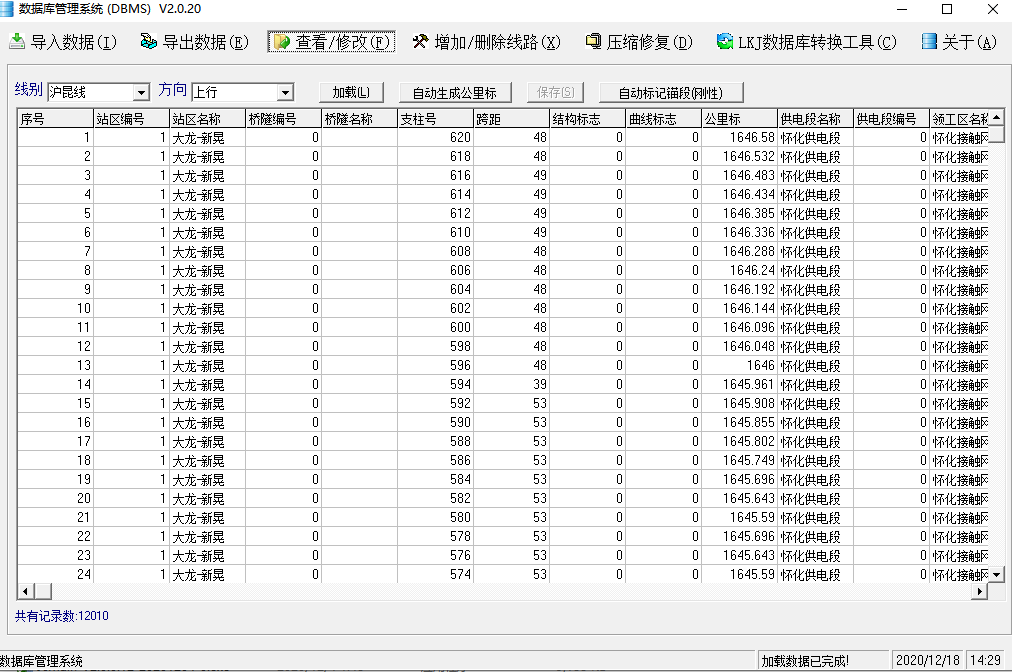 数据库管理系统 (DBMS) V2.0.20
导入数据(I) 导出数据(E) 查看/修改(F) 增加/删除线路(X) 压缩修复(D) LKJ数据库转换工具(C) 关于(A)
线别 沪昆线 方向 上行 加载(L) 自动生成公里标 保存(S) 自动标记锚段(刚性)
序号 站区编号 站区名称 桥隧编号 桥隧名称 支柱号 跨距 结构标志 曲线标志 公里标 供电段名称 供电段编号 领工区名称
1 1 大龙-新晃 0 620 48 0 0 1646.58 怀化供电段 0 怀化接触网
2 1 大龙-新晃 0 618 48 0 0 1646.532 怀化供电段 0 怀化接触网
3 1 大龙-新晃 0 616 49 0 0 1646.483 怀化供电段 0 怀化接触网
4 1 大龙-新晃 0 614 49 0 0 1646.434 怀化供电段 0 怀化接触网
5 1 大龙-新晃 0 612 49 0 0 1646.385 怀化供电段 0 怀化接触网
6 1 大龙-新晃 0 610 49 0 0 1646.336 怀化供电段 0 怀化接触网
7 1 大龙-新晃 0 608 48 0 0 1646.288 怀化供电段 0 怀化接触网
8 1 大龙-新晃 0 606 48 0 0 1646.24 怀化供电段 0 怀化接触网
9 1 大龙-新晃 0 604 48 0 0 1646.192 怀化供电段 0 怀化接触网
10 1 大龙-新晃 0 602 48 0 0 1646.144 怀化供电段 0 怀化接触网
11 1 大龙-新晃 0 600 48 0 0 1646.096 怀化供电段 0 怀化接触网
12 1 大龙-新晃 0 598 48 0 0 1646.048 怀化供电段 0 怀化接触网
13 1 大龙-新晃 0 596 48 0 0 1646 怀化供电段 0 怀化接触网
14 1 大龙-新晃 0 594 39 0 0 1645.961 怀化供电段 0 怀化接触网
15 1 大龙-新晃 0 592 53 0 0 1645.908 怀化供电段 0 怀化接触网
16 1 大龙-新晃 0 590 53 0 0 1645.855 怀化供电段 0 怀化接触网
17 1 大龙-新晃 0 588 53 0 0 1645.802 怀化供电段 0 怀化接触网
18 1 大龙-新晃 0 586 53 0 0 1645.749 怀化供电段 0 怀化接触网
19 1 大龙-新晃 0 584 53 0 0 1645.696 怀化供电段 0 怀化接触网
20 1 大龙-新晃 0 582 53 0 0 1645.643 怀化供电段 0 怀化接触网
21 1 大龙-新晃 0 580 53 0 0 1645.59 怀化供电段 0 怀化接触网
22 1 大龙-新晃 0 578 53 0 0 1645.696 怀化供电段 0 怀化接触网
23 1 大龙-新晃 0 576 53 0 0 1645.643 怀化供电段 0 怀化接触网
24 1 大龙-新晃 0 574 53 0 0 1645.59 怀化供电段 0 怀化接触网
共有记录数:12010
数据库管理系统 加载数据已完成! 2020/12/18 14:29